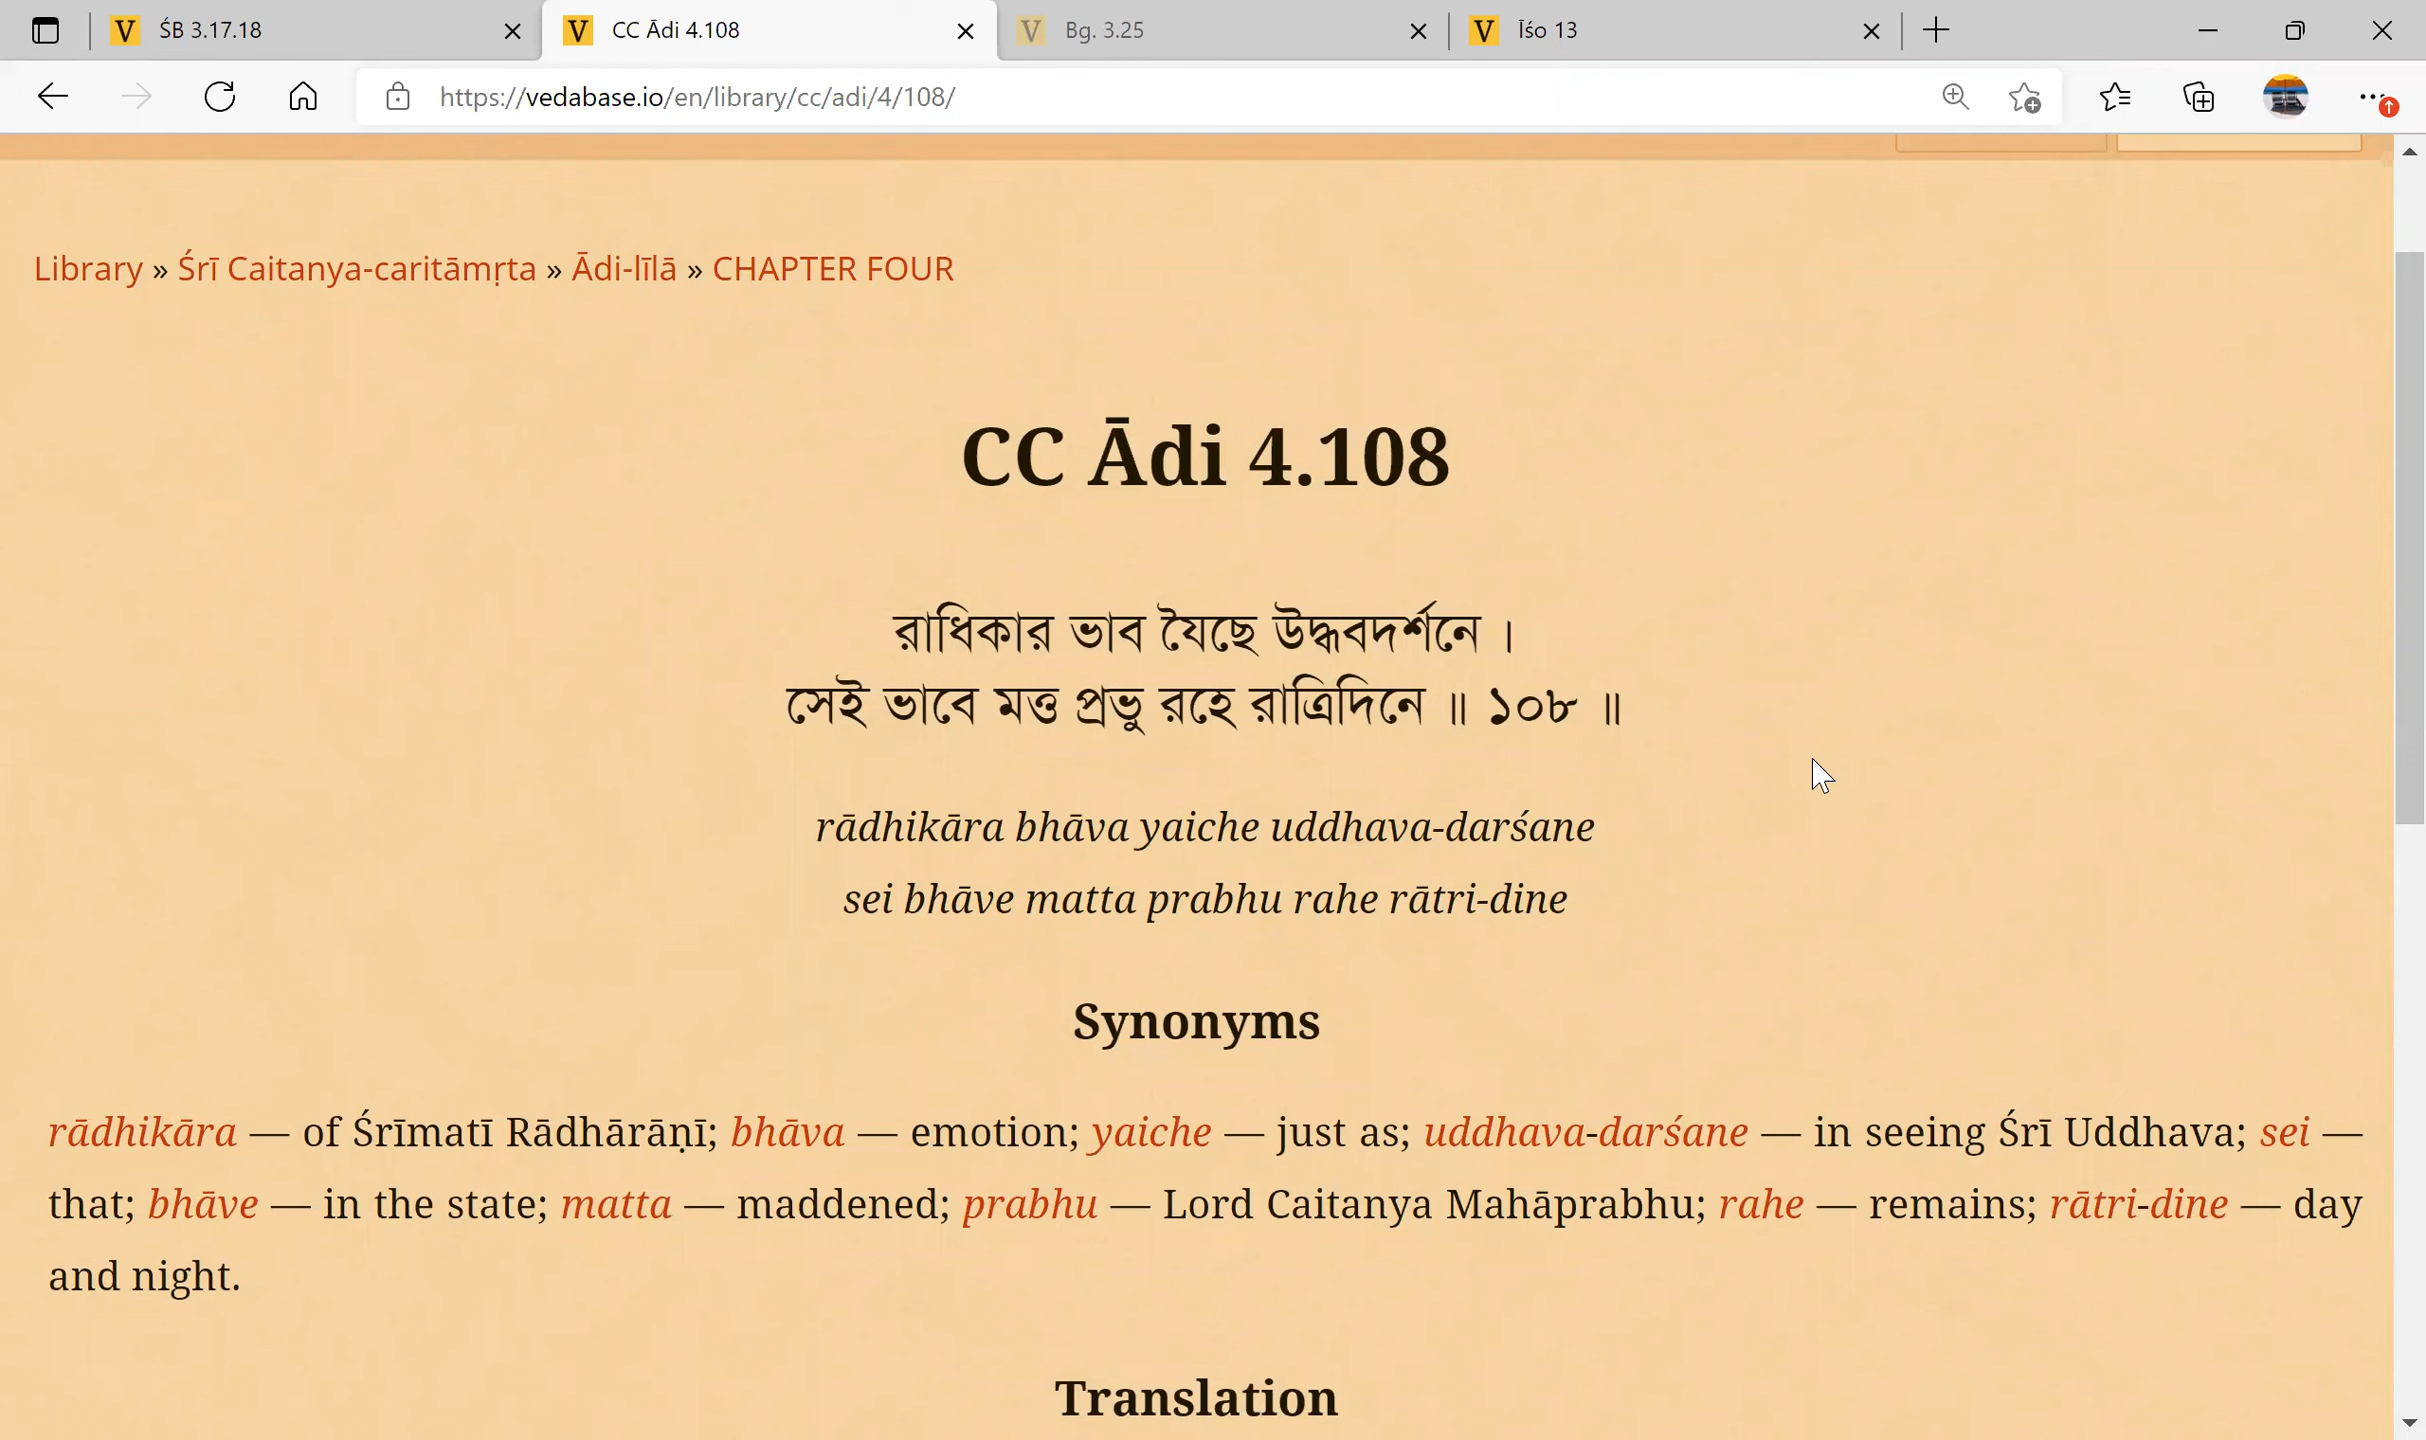 ŚB 3.17.18
CC Ādi 4.108
Bg. 3.25
Īśo 13
https://vedabase.io/en/library/cc/adi/4/108/
Library » Śrī Caitanya-caritāmṛta » Ādi-līlā » CHAPTER FOUR
CC Ādi 4.108
রাধিকার ভাব যৈছে উদ্ধবদর্শনে ।
সেই ভাবে মত্ত প্রভু রহে রাত্রিদিনে ॥ ১০৮ ॥
rādhikāra bhāva yaiche uddhava-darśane
sei bhāve matta prabhu rahe rātri-dine
Synonyms
rādhikāra — of Śrīmatī Rādhārāṇī; bhāva — emotion; yaiche — just as; uddhava-darśane — in seeing Śrī Uddhava; sei —
that; bhāve — in the state; matta — maddened; prabhu — Lord Caitanya Mahāprabhu; rahe — remains; rātri-dine — day
and night.
Translation